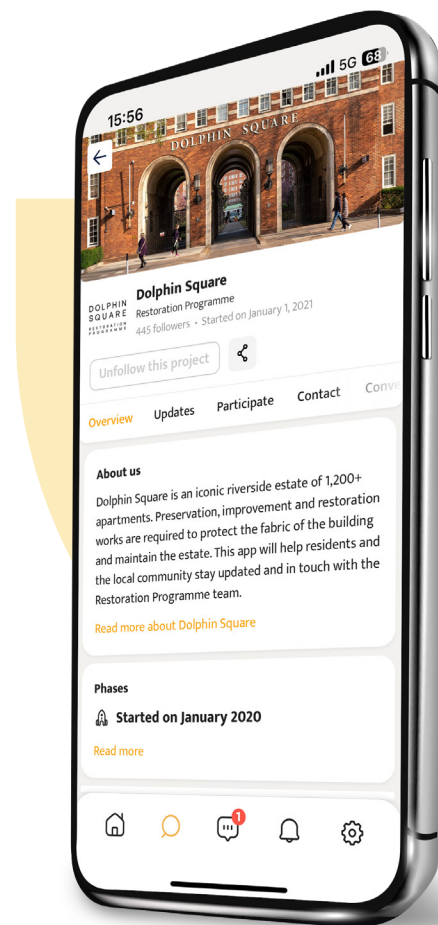 15:56
5G 68
DOLPHIN SQUARE
DOLPHIN
SQUARE
RESTORATION
PROGRAMME
Dolphin Square
Restoration Programme
445 followers • Started on January 1, 2021
Unfollow this project
Overview Updates Participate Contact Conve
About us
Dolphin Square is an iconic riverside estate of 1,200+
apartments. Preservation, improvement and restoration
works are required to protect the fabric of the building
and maintain the estate. This app will help residents and
the local community stay updated and in touch with the
Restoration Programme team.
Read more about Dolphin Square
Phases
Started on January 2020
Read more
1